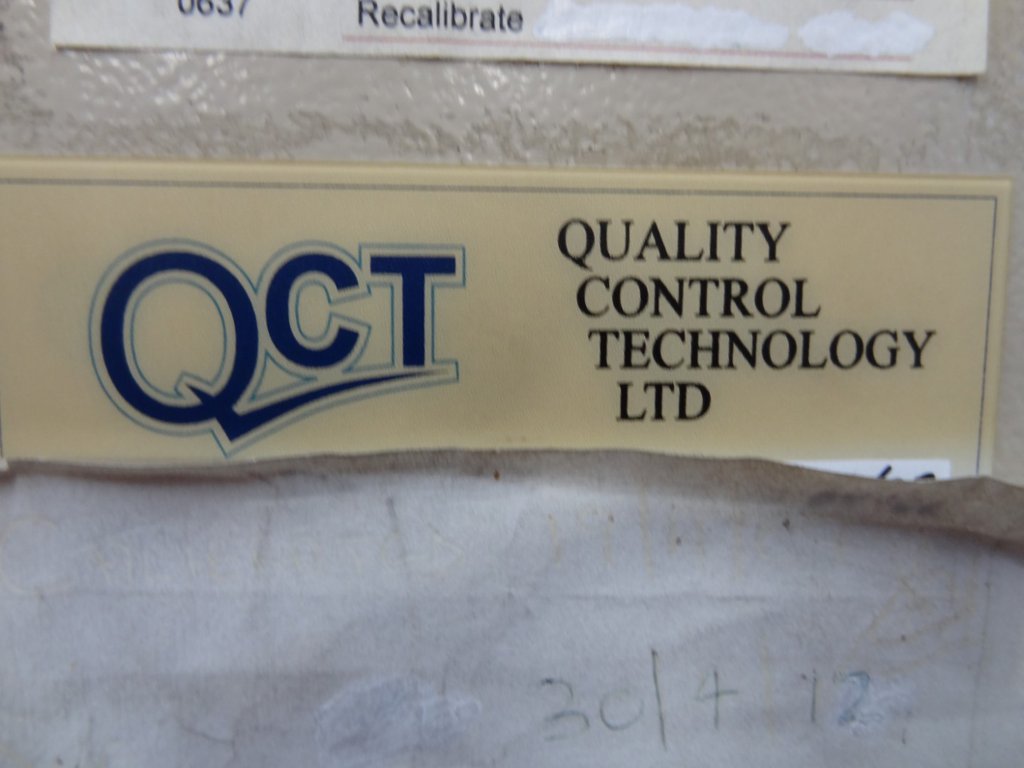 0637
Recalibrate
QCT
QUALITY
CONTROL
TECHNOLOGY
LTD
30/4 12